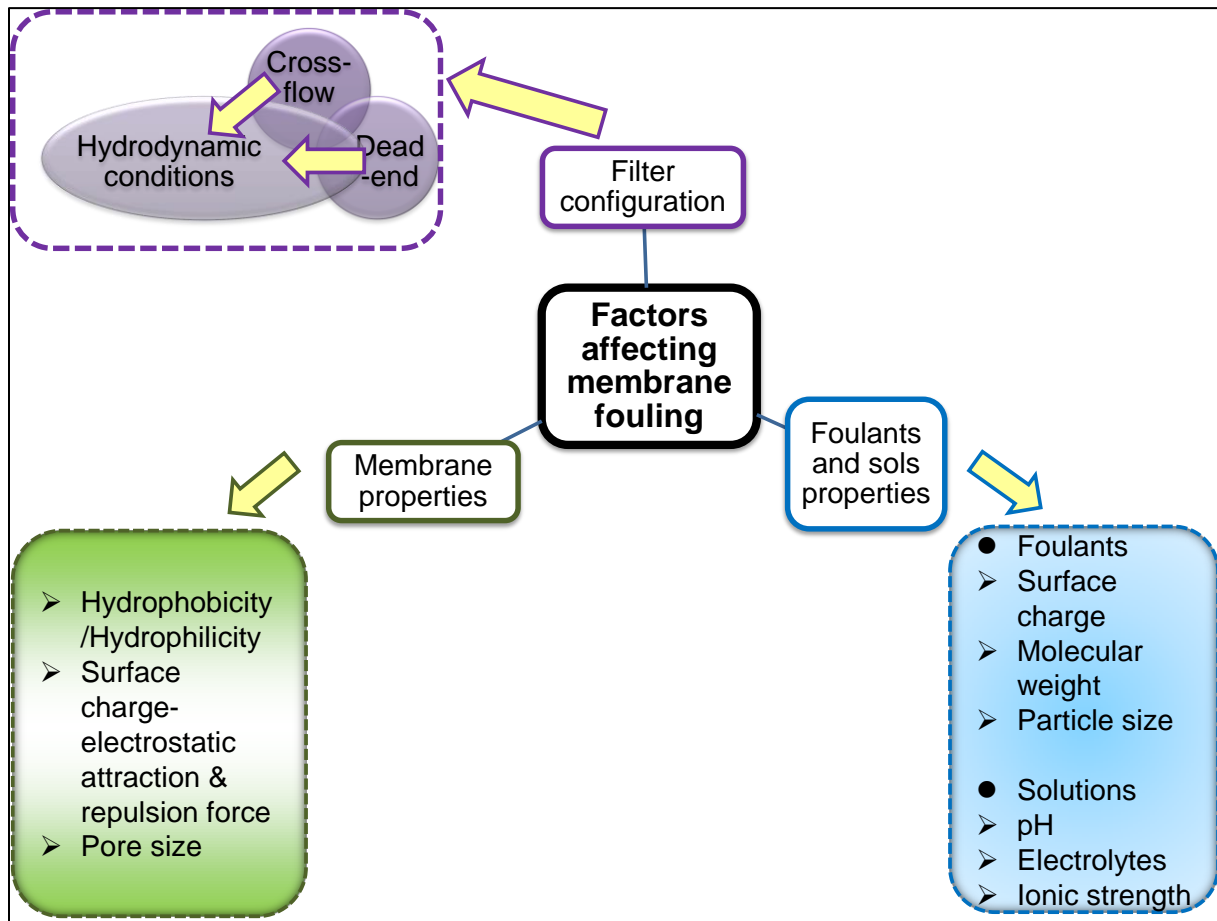 Cross-
flow
Hydrodynamic
conditions
Dead
-end
Filter
configuration
Factors
affecting
membrane
fouling
Membrane
properties
Foulants
and sols
properties
➢ Hydrophobicity
/Hydrophilicity
➢ Surface
charge-
electrostatic
attraction &
repulsion force
➢ Pore size
● Foulants
➢ Surface
charge
➢ Molecular
weight
➢ Particle size
● Solutions
➢ pH
➢ Electrolytes
➢ Ionic strength